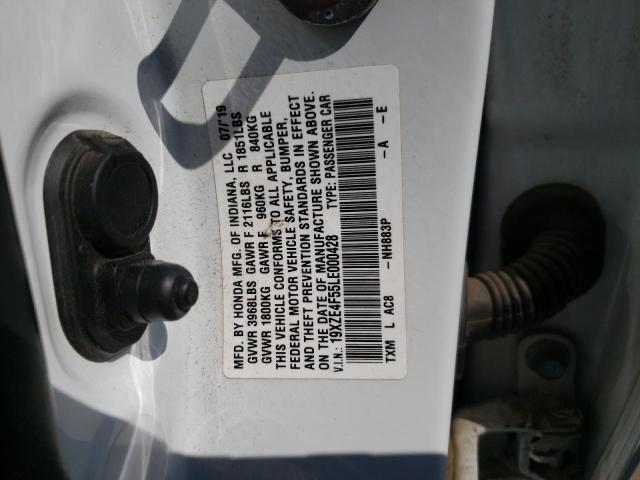 MFD. BY HONDA MFG. OF INDIANA, LLC 07/'19
GVWR 3968LBS GAWR F 2116LBS R 1851LBS
GVWR 1800KG GAWR F 960KG R 840KG
THIS VEHICLE CONFORMS TO ALL APPLICABLE
FEDERAL MOTOR VEHICLE SAFETY, BUMPER,
AND THEFT PREVENTION STANDARDS IN EFFECT
ON THE DATE OF MANUFACTURE SHOWN ABOVE.
V.I.N.: 19XZE4F55LE000428 TYPE: PASSENGER CAR
TXM L AC8 -NH883P -A -E